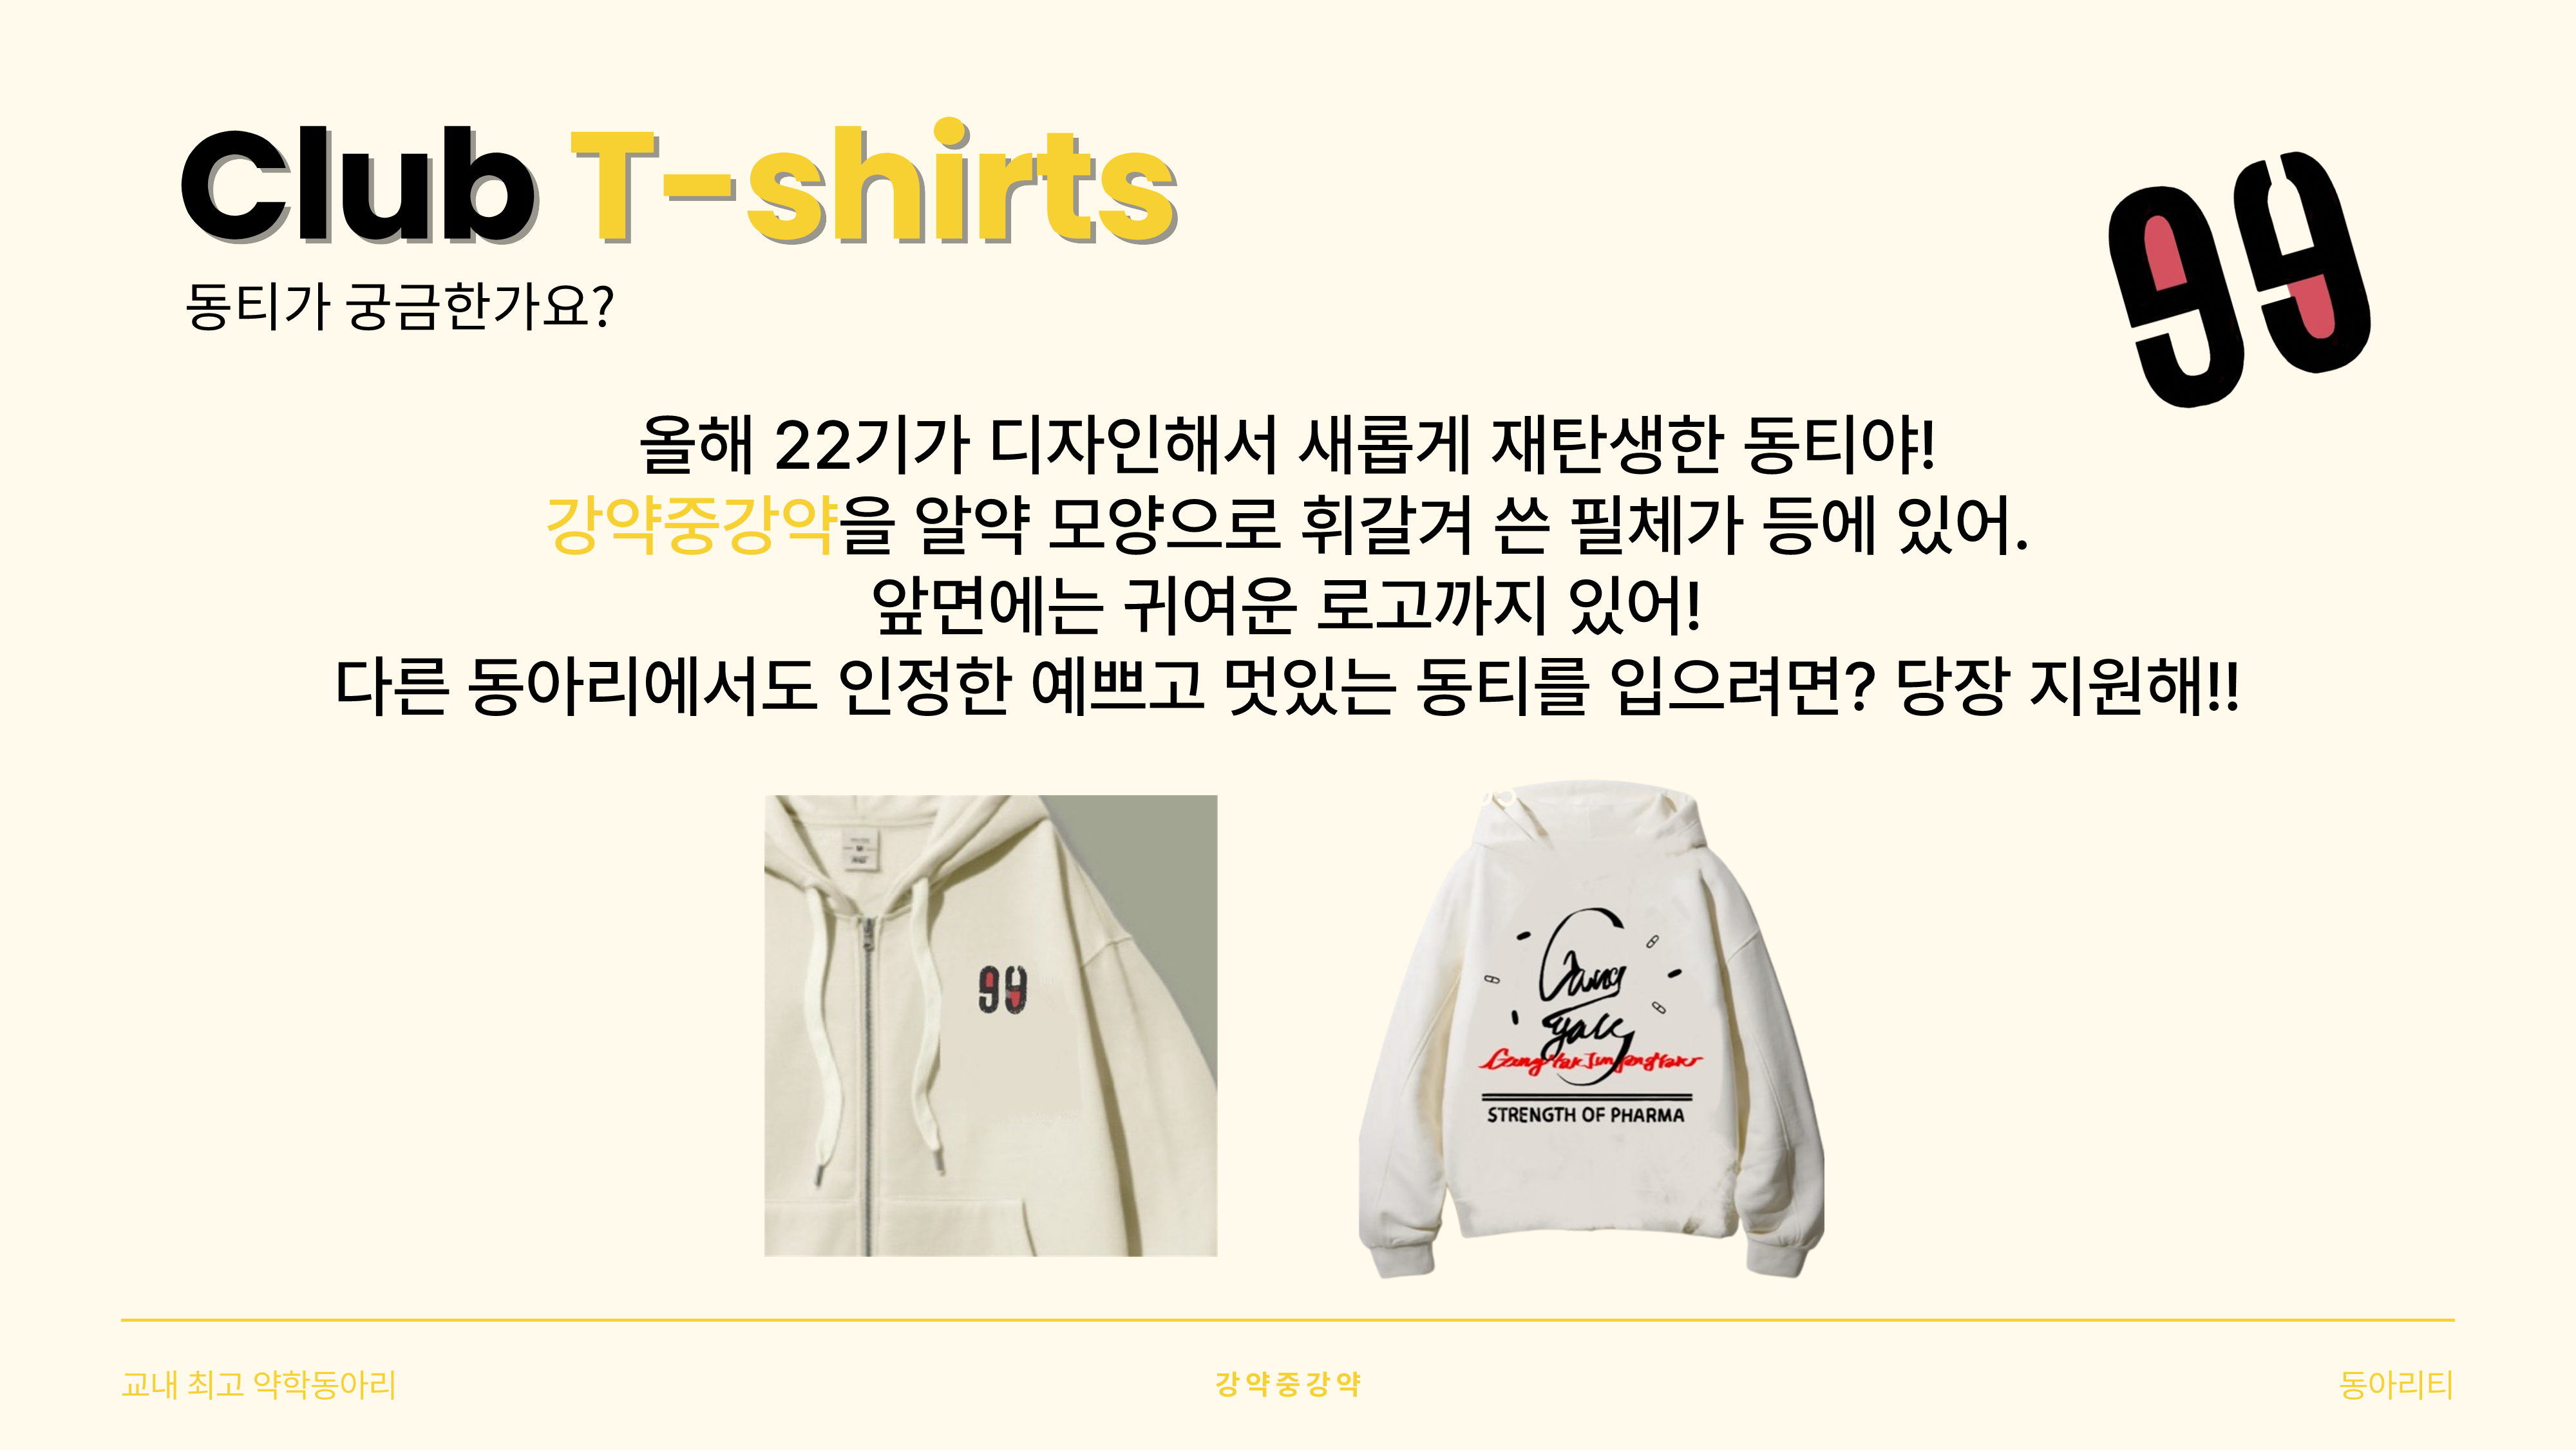 Club T-shirts
동티가 궁금한가요?
99
올해 22기가 디자인해서 새롭게 재탄생한 동티야!
강약중강약을 알약 모양으로 휘갈겨 쓴 필체가 등에 있어.
앞면에는 귀여운 로고까지 있어!
다른 동아리에서도 인정한 예쁘고 멋있는 동티를 입으려면? 당장 지원해!!
99
Gang
yak
STRENGTH OF PHARMA
교내 최고 약학동아리
강약중강약
동아리티